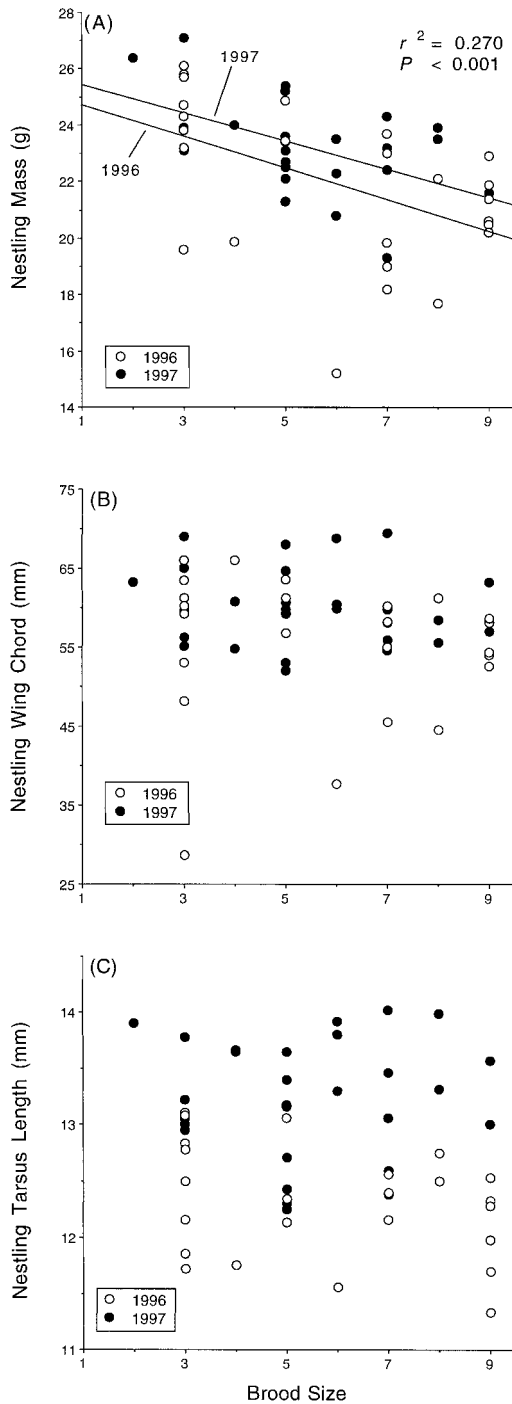 (A)
r 2 = 0.270
P < 0.001
1997
1996
Nestling Mass (g)
28
26
24
22
20
18
16
14
○ 1996
● 1997
1 3 5 7 9
(B)
Nestling Wing Chord (mm)
75
65
55
45
35
25
○ 1996
● 1997
1 3 5 7 9
(C)
Nestling Tarsus Length (mm)
14
13
12
11
○ 1996
● 1997
1 3 5 7 9
Brood Size